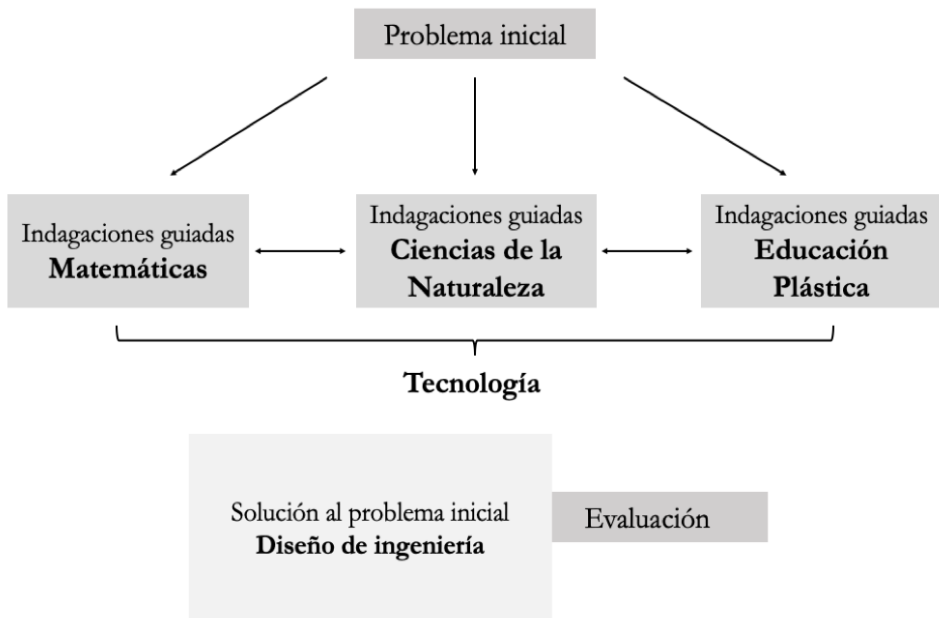 Problema inicial
Indagaciones guiadas
Matemáticas
Indagaciones guiadas
Ciencias de la
Naturaleza
Indagaciones guiadas
Educación
Plástica
Tecnología
Solución al problema inicial
Diseño de ingeniería
Evaluación